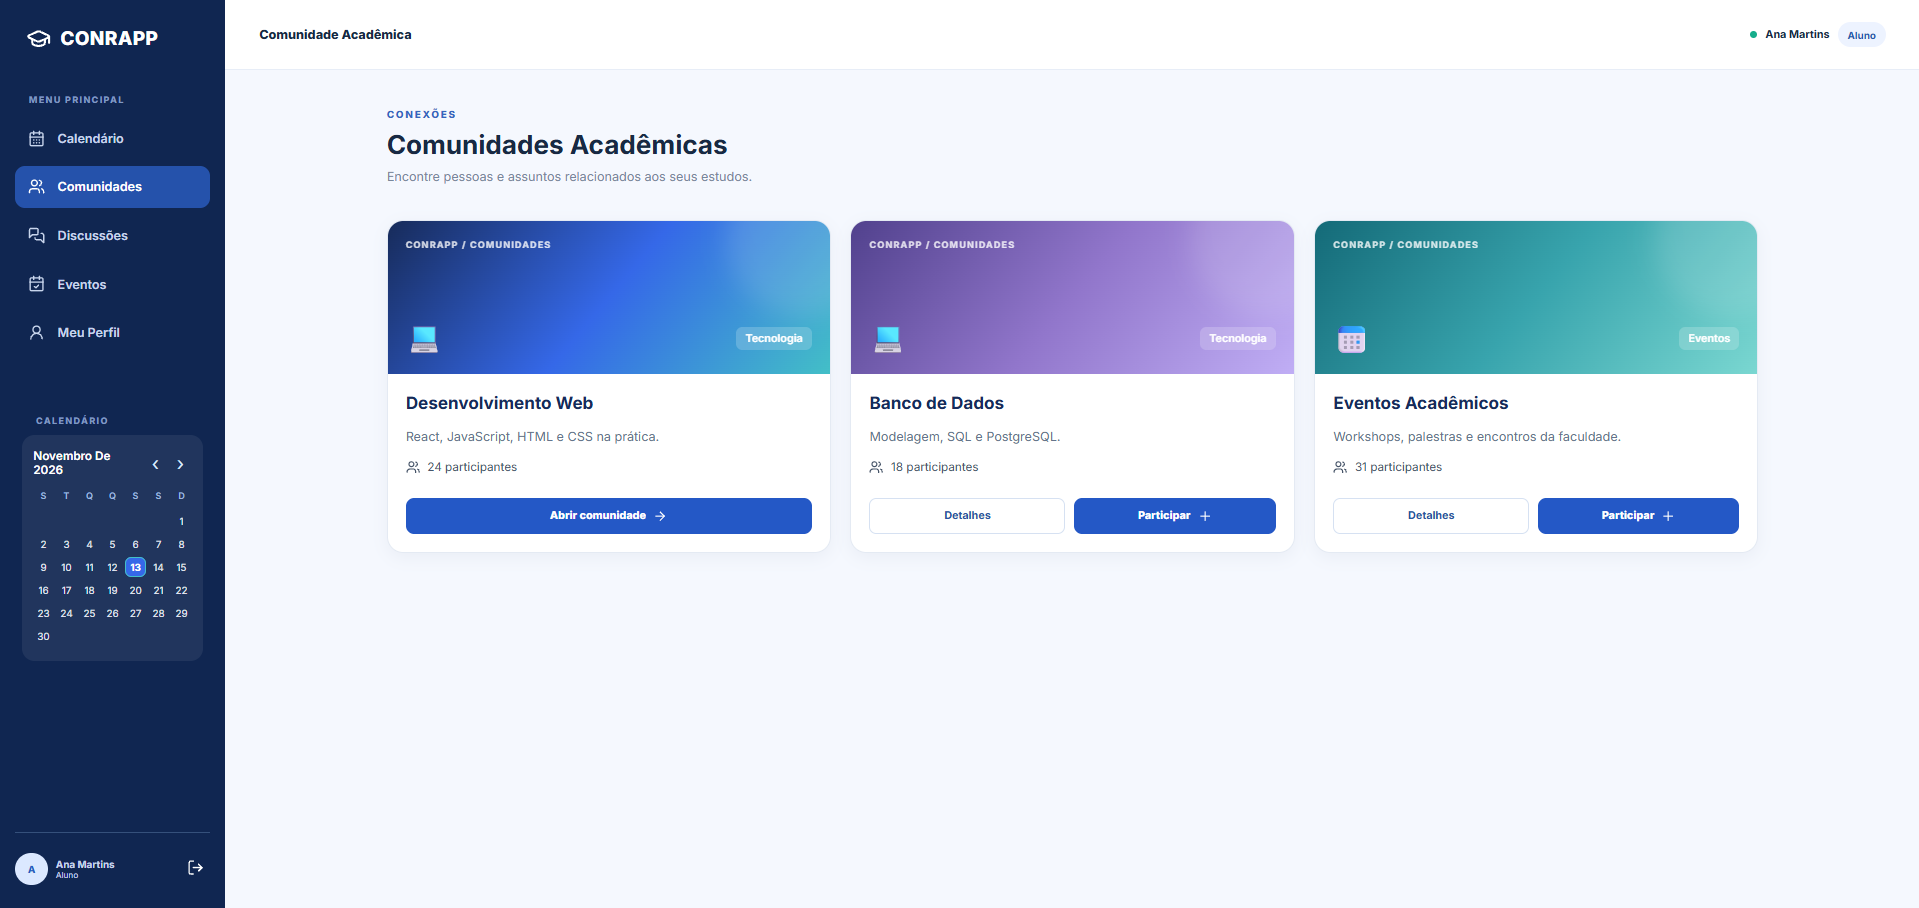 CONRAPP
MENU PRINCIPAL
Calendário
Comunidades
Discussões
Eventos
Meu Perfil
CALENDÁRIO
Novembro De
2026
S T Q Q S S D
1
2 3 4 5 6 7 8
9 10 11 12 13 14 15
16 17 18 19 20 21 22
23 24 25 26 27 28 29
30
A
Ana Martins
Aluno
Comunidade Acadêmica
Ana Martins
Aluno
CONEXÕES
Comunidades Acadêmicas
Encontre pessoas e assuntos relacionados aos seus estudos.
CONRAPP / COMUNIDADES
Tecnologia
Desenvolvimento Web
React, JavaScript, HTML e CSS na prática.
24 participantes
Abrir comunidade
CONRAPP / COMUNIDADES
Tecnologia
Banco de Dados
Modelagem, SQL e PostgreSQL.
18 participantes
Detalhes
Participar
CONRAPP / COMUNIDADES
Eventos
Eventos Acadêmicos
Workshops, palestras e encontros da faculdade.
31 participantes
Detalhes
Participar